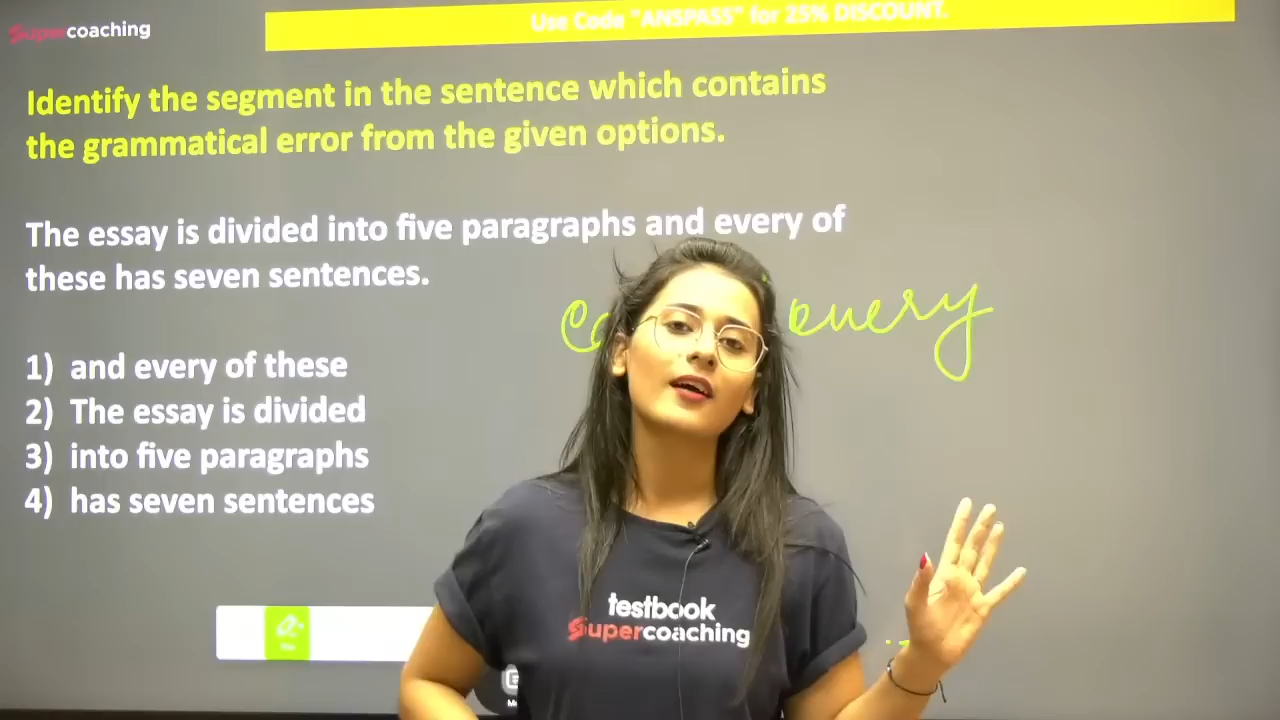 Supercoaching
Use Code "ANSPASS" for 25% DISCOUNT.
Identify the segment in the sentence which contains
the grammatical error from the given options.
The essay is divided into five paragraphs and every of
these has seven sentences.
every
1) and every of these
2) The essay is divided
3) into five paragraphs
4) has seven sentences
testbook
Supercoaching